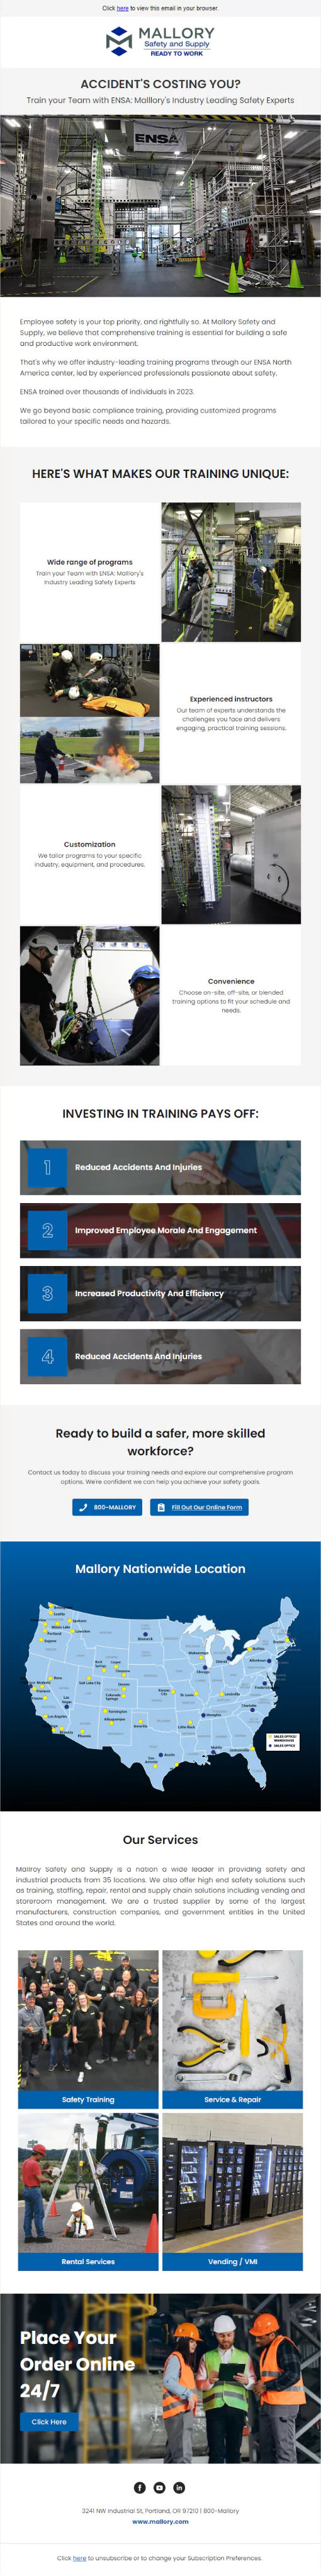 Click here to view this email in your browser.
MALLORY
Safety and Supply
READY TO WORK
ACCIDENT'S COSTING YOU?
Train your Team with ENSA: Malllory's Industry Leading Safety Experts
ENSA
Employee safety is your top priority, and rightfully so. At Mallory Safety and
Supply, we believe that comprehensive training is essential for building a safe
and productive work environment.
That's why we offer industry-leading training programs through our ENSA North
America center, led by experienced professionals passionate about safety.
ENSA trained over thousands of individuals in 2023.
We go beyond basic compliance training, providing customized programs
tailored to your specific needs and hazards.
HERE'S WHAT MAKES OUR TRAINING UNIQUE:
Wide range of programs
Train your Team with ENSA: Malllory's
Industry Leading Safety Experts
Experienced instructors
Our team of experts understands the
challenges you face and delivers
engaging, practical training sessions.
Customization
We tailor programs to your specific
industry, equipment, and procedures.
Convenience
Choose on-site, off-site, or blended
training options to fit your schedule and
needs.
INVESTING IN TRAINING PAYS OFF:
1
Reduced Accidents And Injuries
2
Improved Employee Morale And Engagement
3
Increased Productivity And Efficiency
4
Reduced Accidents And Injuries
Ready to build a safer, more skilled
workforce?
Contact us today to discuss your training needs and explore our comprehensive program
options. We're confident we can help you achieve your safety goals.
800-MALLORY
Fill Out Our Online Form
Mallory Nationwide Location
SALES OFFICE/
WAREHOUSE
SALES OFFICE
Our Services
Mallroy Safety and Supply is a nation a wide leader in providing safety and
industrial products from 35 locations. We also offer high end safety solutions such
as training, staffing, repair, rental and supply chain solutions including vending and
storeroom management. We are a trusted supplier by some of the largest
manufacturers, construction companies, and government entities in the United
States and around the world.
Safety Training
Service & Repair
Rental Services
Vending / VMI
Place Your
Order Online
24/7
Click Here
3241 NW Industrial St, Portland, OR 97210 | 800-Mallory
www.mallory.com
Click here to unsubscribe or to change your Subscription Preferences.